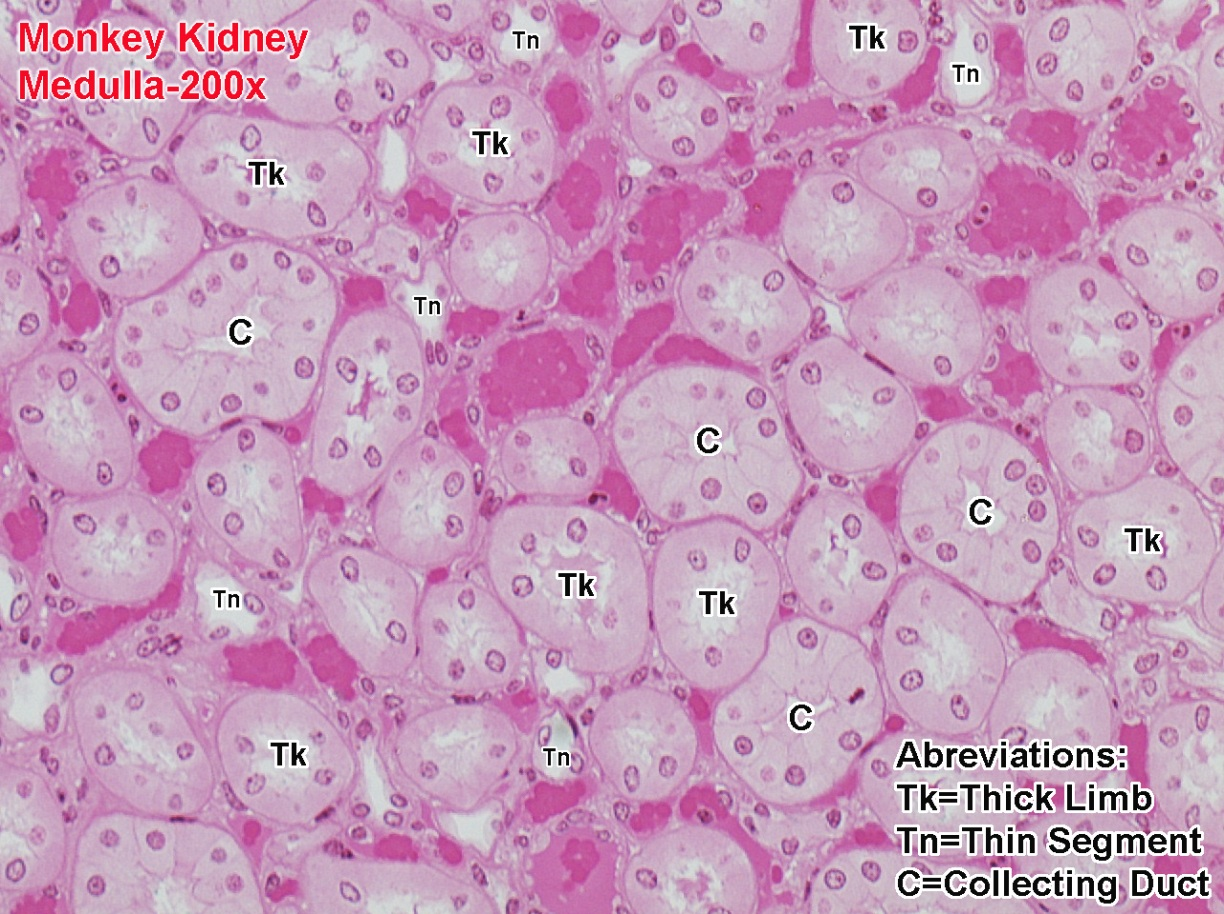 Monkey Kidney
Medulla-200x
Tn
Tk
Tn
Tk
Tk
Tn
C
C
C
Tk
Tk
Tk
Tn
C
Tk
Tn
Abreviations:
Tk=Thick Limb
Tn=Thin Segment
C=Collecting Duct